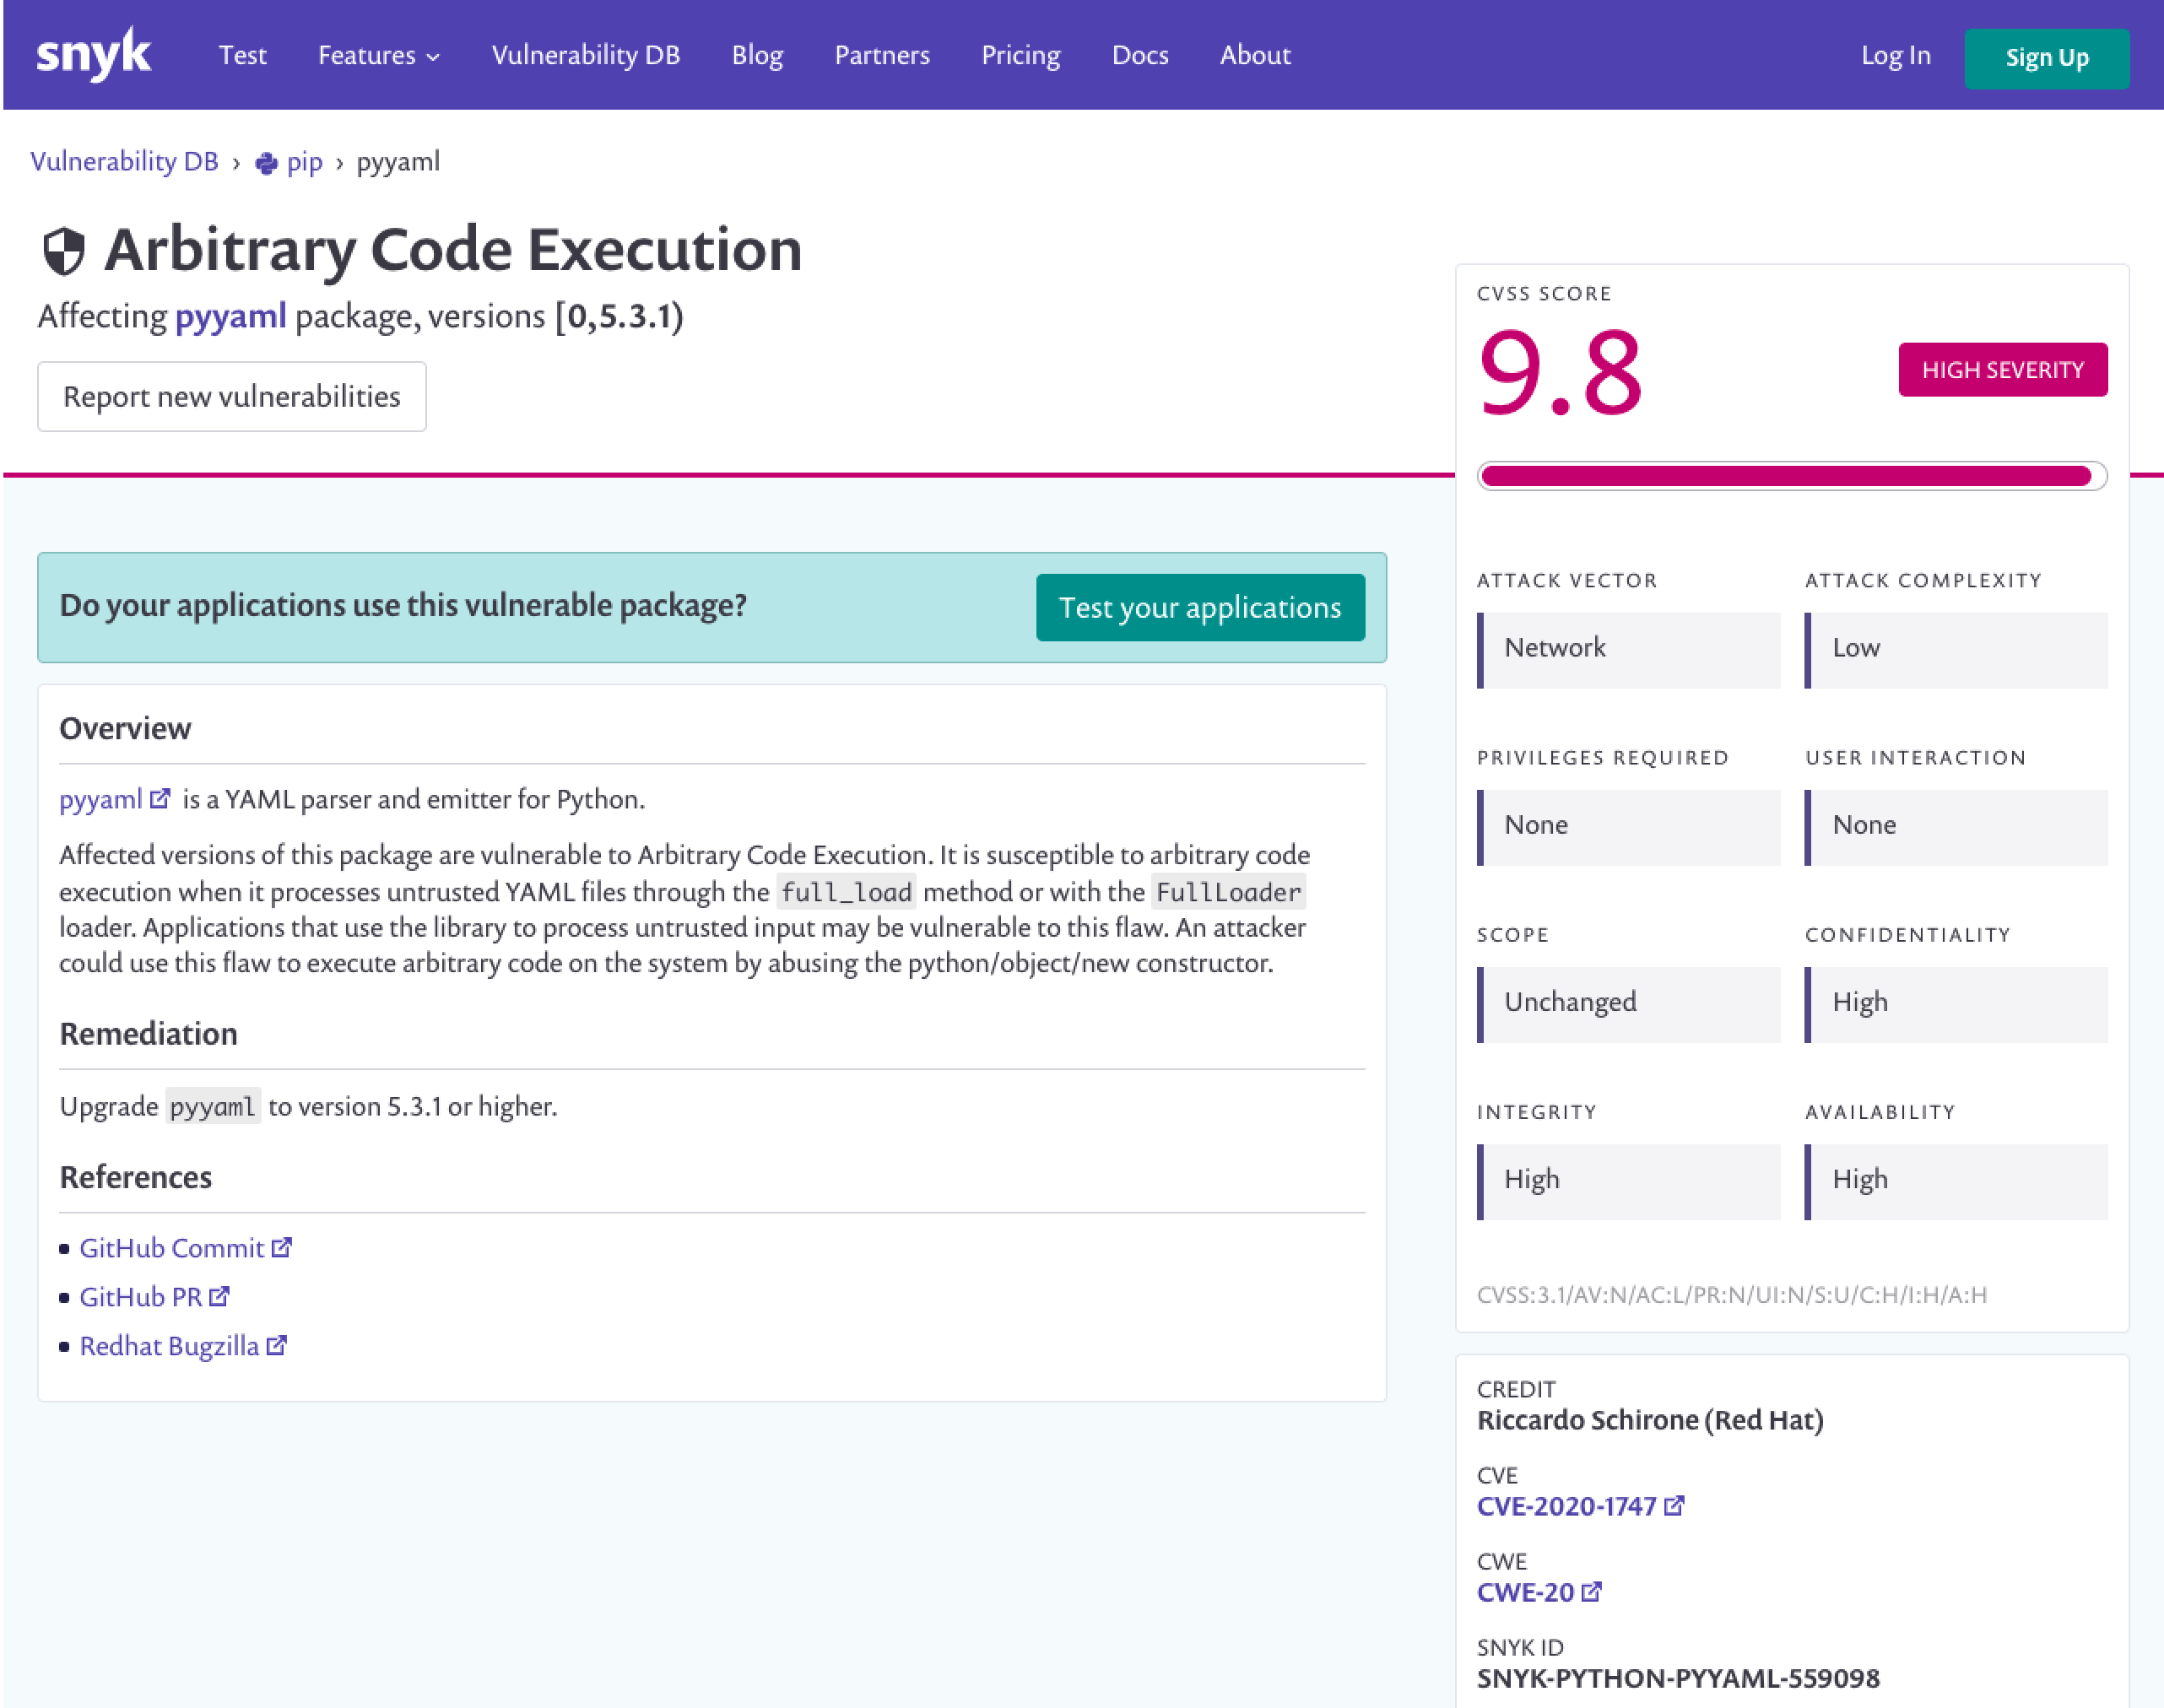 snyk Test Features Vulnerability DB Blog Partners Pricing Docs About Log In Sign Up
Vulnerability DB › pip › pyyaml
Arbitrary Code Execution
Affecting pyyaml package, versions [0,5.3.1)
Report new vulnerabilities
Do your applications use this vulnerable package? Test your applications
Overview
pyyaml is a YAML parser and emitter for Python.
Affected versions of this package are vulnerable to Arbitrary Code Execution. It is susceptible to arbitrary code
execution when it processes untrusted YAML files through the full_load method or with the FullLoader
loader. Applications that use the library to process untrusted input may be vulnerable to this flaw. An attacker
could use this flaw to execute arbitrary code on the system by abusing the python/object/new constructor.
Remediation
Upgrade pyyaml to version 5.3.1 or higher.
References
GitHub Commit
GitHub PR
Redhat Bugzilla
CVSS SCORE
9.8 HIGH SEVERITY
ATTACK VECTOR ATTACK COMPLEXITY
Network Low
PRIVILEGES REQUIRED USER INTERACTION
None None
SCOPE CONFIDENTIALITY
Unchanged High
INTEGRITY AVAILABILITY
High High
CVSS:3.1/AV:N/AC:L/PR:N/UI:N/S:U/C:H/I:H/A:H
CREDIT
Riccardo Schirone (Red Hat)
CVE
CVE-2020-1747
CWE
CWE-20
SNYK ID
SNYK-PYTHON-PYYAML-559098